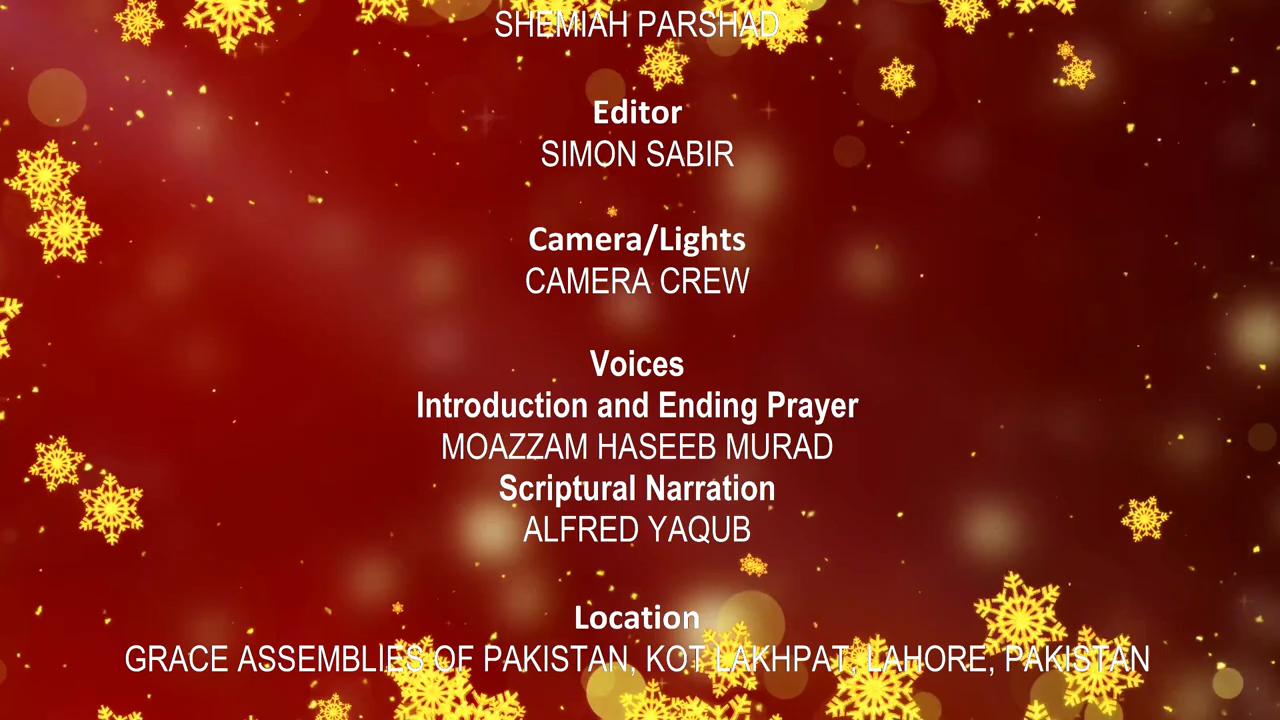 SHEMIAH PARSHAD
Editor
SIMON SABIR
Camera/Lights
CAMERA CREW
Voices
Introduction and Ending Prayer
MOAZZAM HASEEB MURAD
Scriptural Narration
ALFRED YAQUB
Location
GRACE ASSEMBLIES OF PAKISTAN, KOT LAKHPAT, LAHORE, PAKISTAN